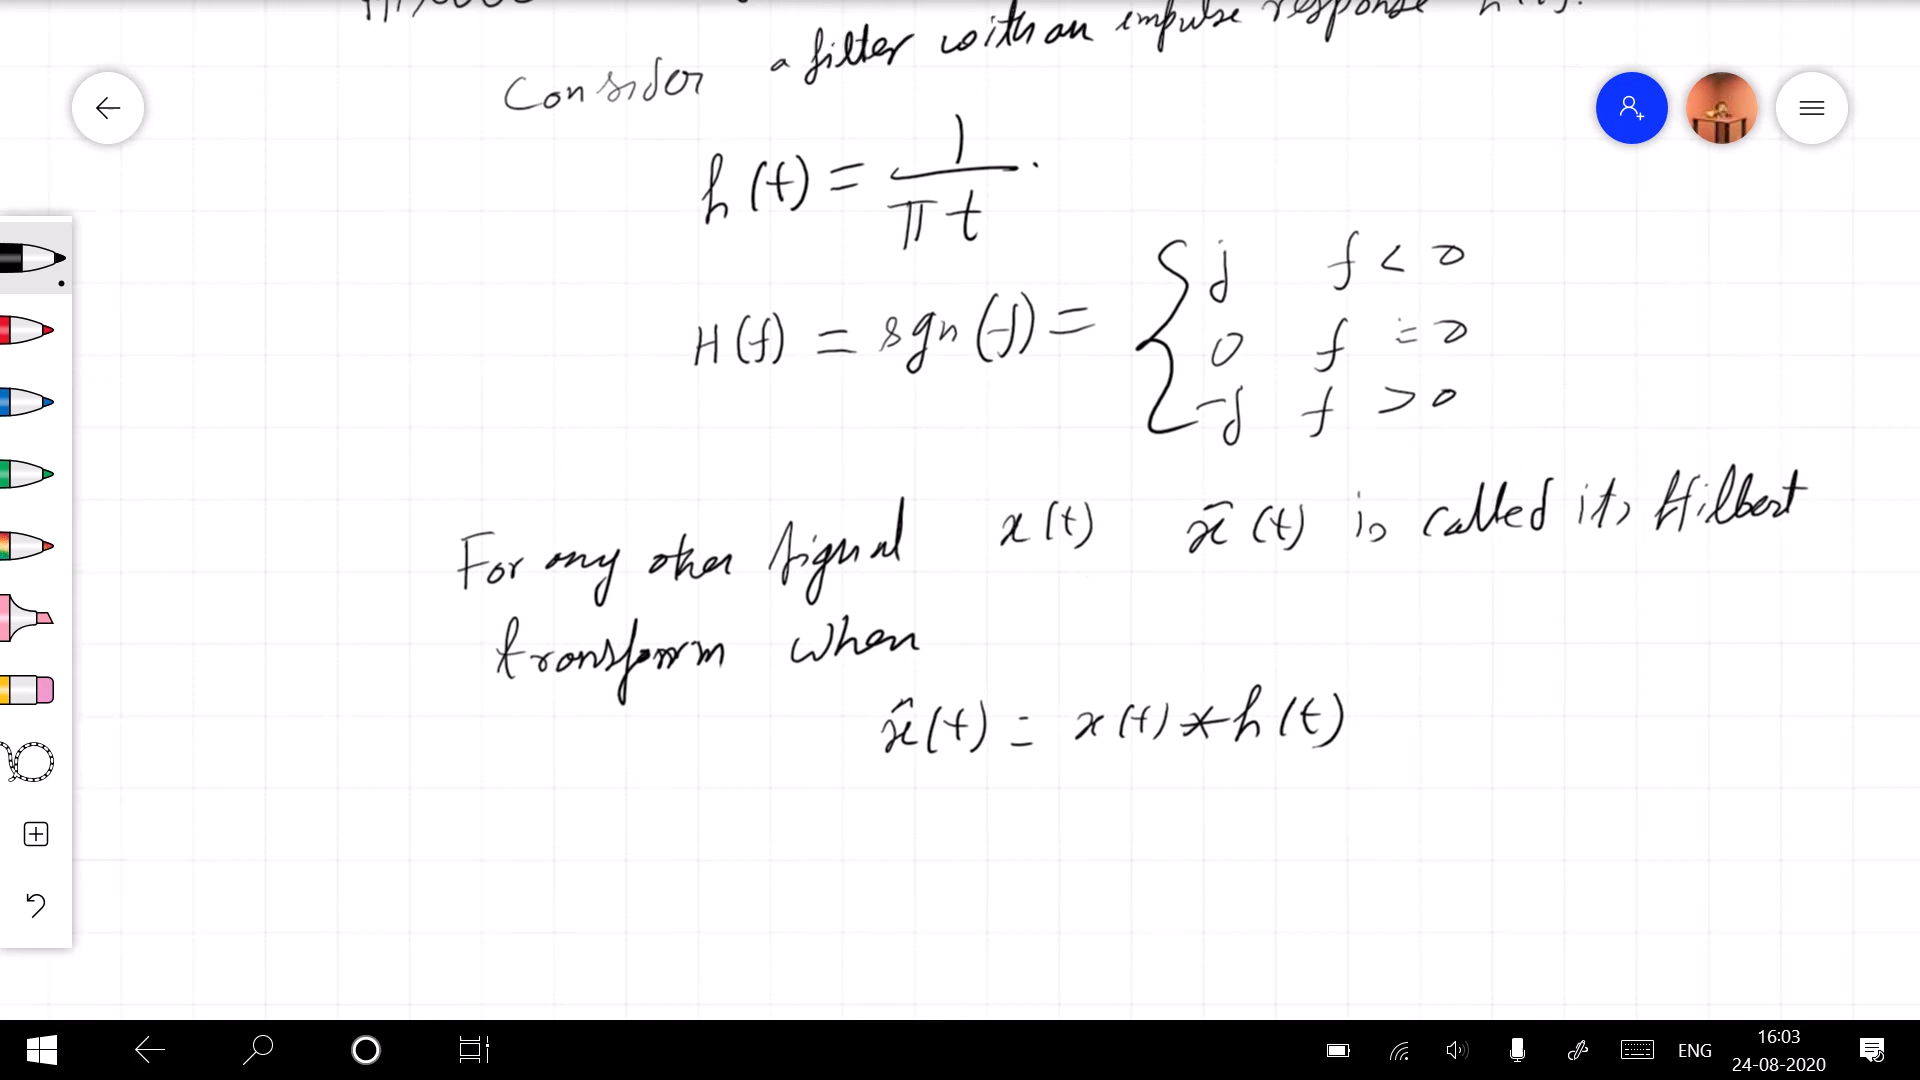 Consider a filter with an impulse response
h(t) = 1/πt .
H(f) = sgn(f) = { j f < 0
0 f = 0
-j f > 0
For any other signal x(t) x̂(t) is called its Hilbert
transform when
x̂(t) = x(t) * h(t)
ENG
16:03
24-08-2020